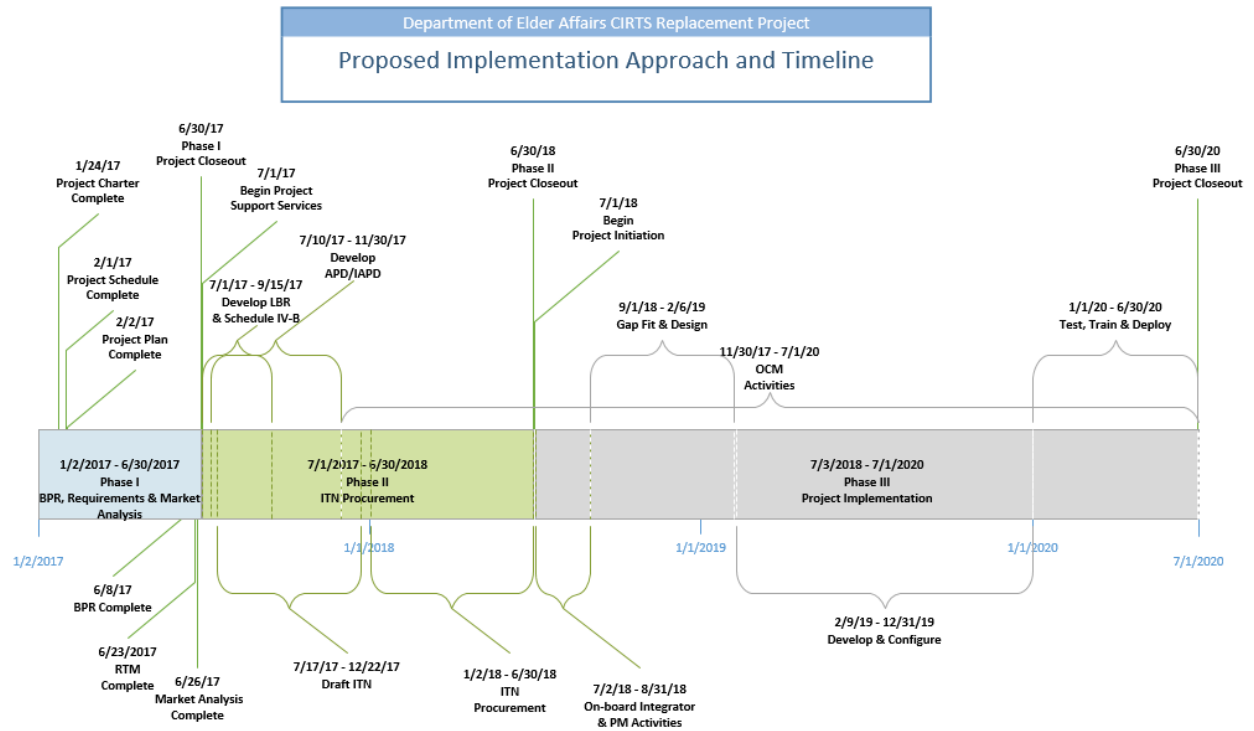 Department of Elder Affairs CIRTS Replacement Project
Proposed Implementation Approach and Timeline
6/30/17
Phase I
Project Closeout
1/24/17
Project Charter
Complete
7/1/17
Begin Project
Support Services
6/30/18
Phase II
Project Closeout
6/30/20
Phase III
Project Closeout
7/1/18
Begin
Project Initiation
2/1/17
Project Schedule
Complete
7/10/17 - 11/30/17
Develop
APD/IAPD
7/1/17 - 9/15/17
Develop LBR
& Schedule IV-B
2/2/17
Project Plan
Complete
9/1/18 - 2/6/19
Gap Fit & Design
1/1/20 - 6/30/20
Test, Train & Deploy
11/30/17 - 7/1/20
OCM
Activities
1/2/2017 - 6/30/2017
Phase I
BPR, Requirements & Market
Analysis
7/1/2017 - 6/30/2018
Phase II
ITN Procurement
7/3/2018 - 7/1/2020
Phase III
Project Implementation
1/2/2017
1/1/2018
1/1/2019
1/1/2020
7/1/2020
6/8/17
BPR Complete
6/23/2017
RTM
Complete
6/26/17
Market Analysis
Complete
7/17/17 - 12/22/17
Draft ITN
1/2/18 - 6/30/18
ITN
Procurement
7/2/18 - 8/31/18
On-board Integrator
& PM Activities
2/9/19 - 12/31/19
Develop & Configure